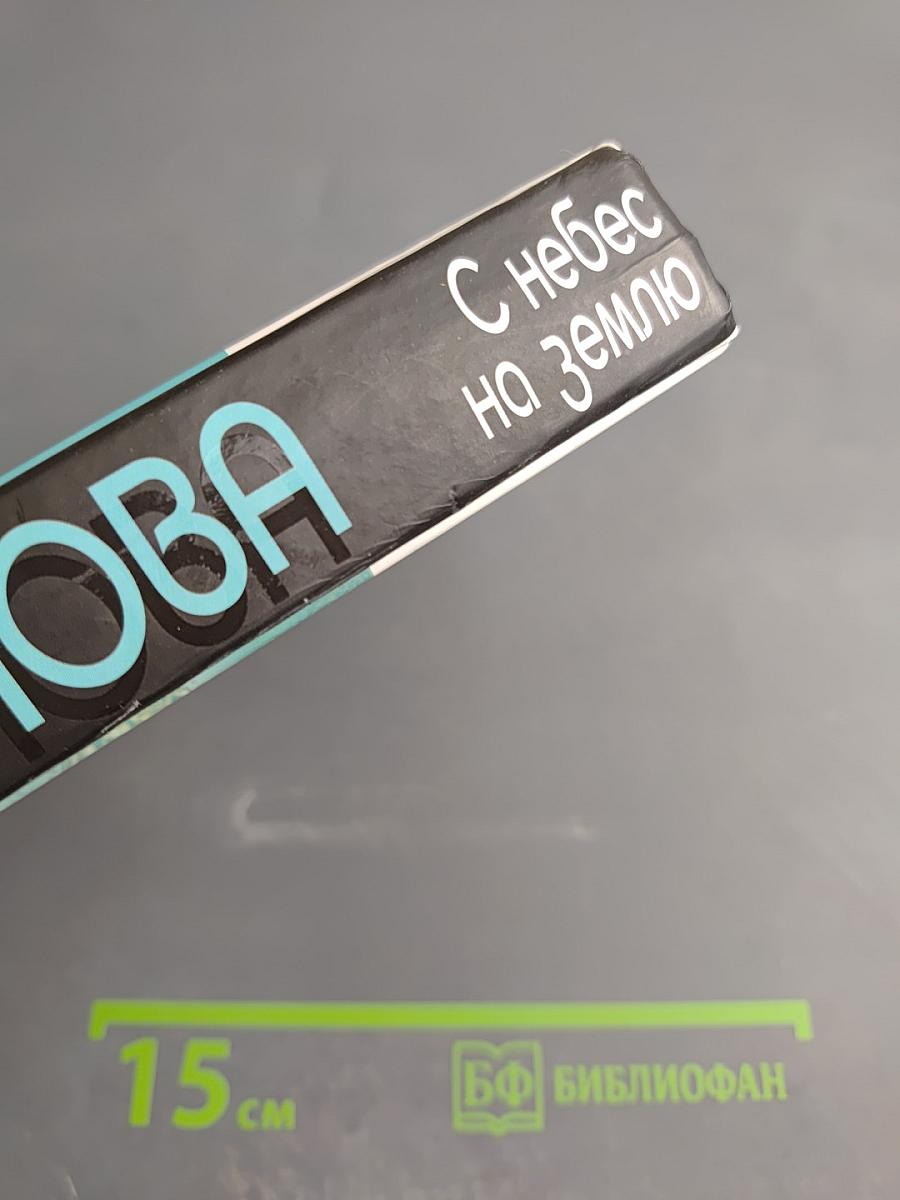 С небес
на землю
ОВА
15 см
БФ БИБЛИОФАН